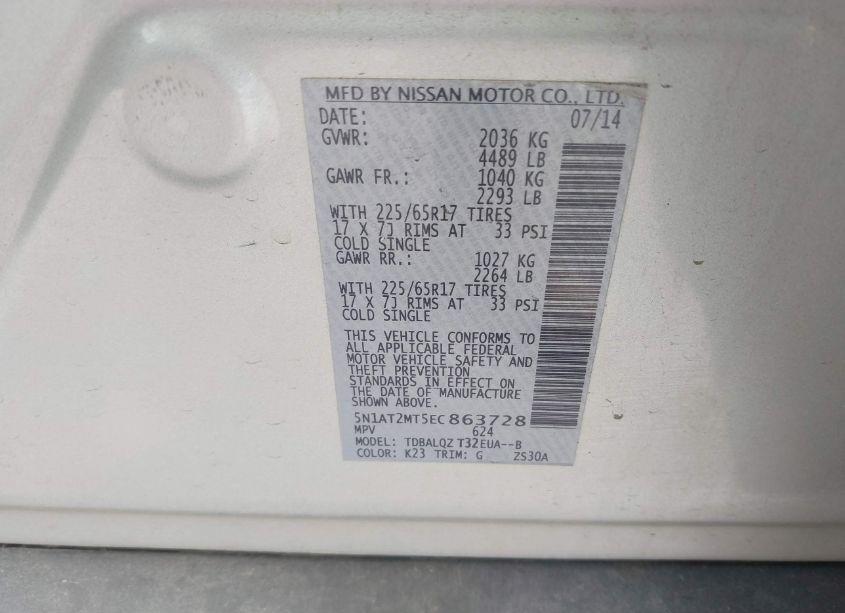 MFD BY NISSAN MOTOR CO., LTD.
DATE: 07/14
GVWR: 2036 KG
4489 LB
GAWR FR.: 1040 KG
2293 LB
WITH 225/65R17 TIRES
17 X 7J RIMS AT 33 PSI
COLD SINGLE
GAWR RR.: 1027 KG
2264 LB
WITH 225/65R17 TIRES
17 X 7J RIMS AT 33 PSI
COLD SINGLE
THIS VEHICLE CONFORMS TO
ALL APPLICABLE FEDERAL
MOTOR VEHICLE SAFETY AND
THEFT PREVENTION
STANDARDS IN EFFECT ON
THE DATE OF MANUFACTURE
SHOWN ABOVE.
5N1AT2MT5EC863728
MPV 624
MODEL: TDBALQZ T32EUA--B
COLOR: K23 TRIM: G ZS30A